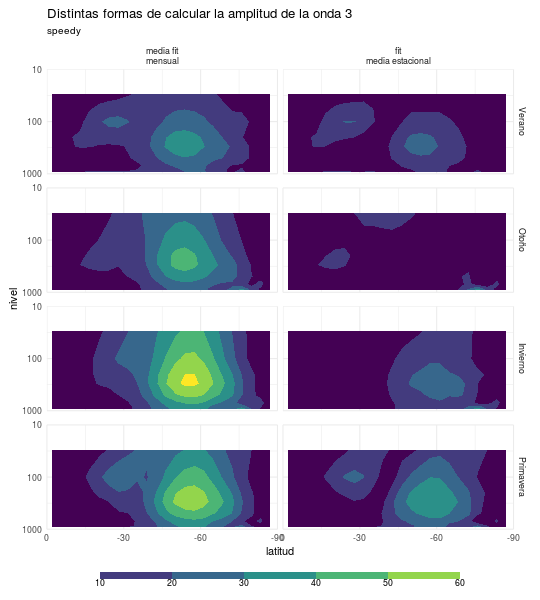 Distintas formas de calcular la amplitud de la onda 3
speedy
media fit
mensual
fit
media estacional
10
100
1000
Verano
10
100
1000
Otoño
10
100
1000
Invierno
10
100
1000
Primavera
nivel
0 -30 -60 -90
0 -30 -60 -90
latitud
10 20 30 40 50 60